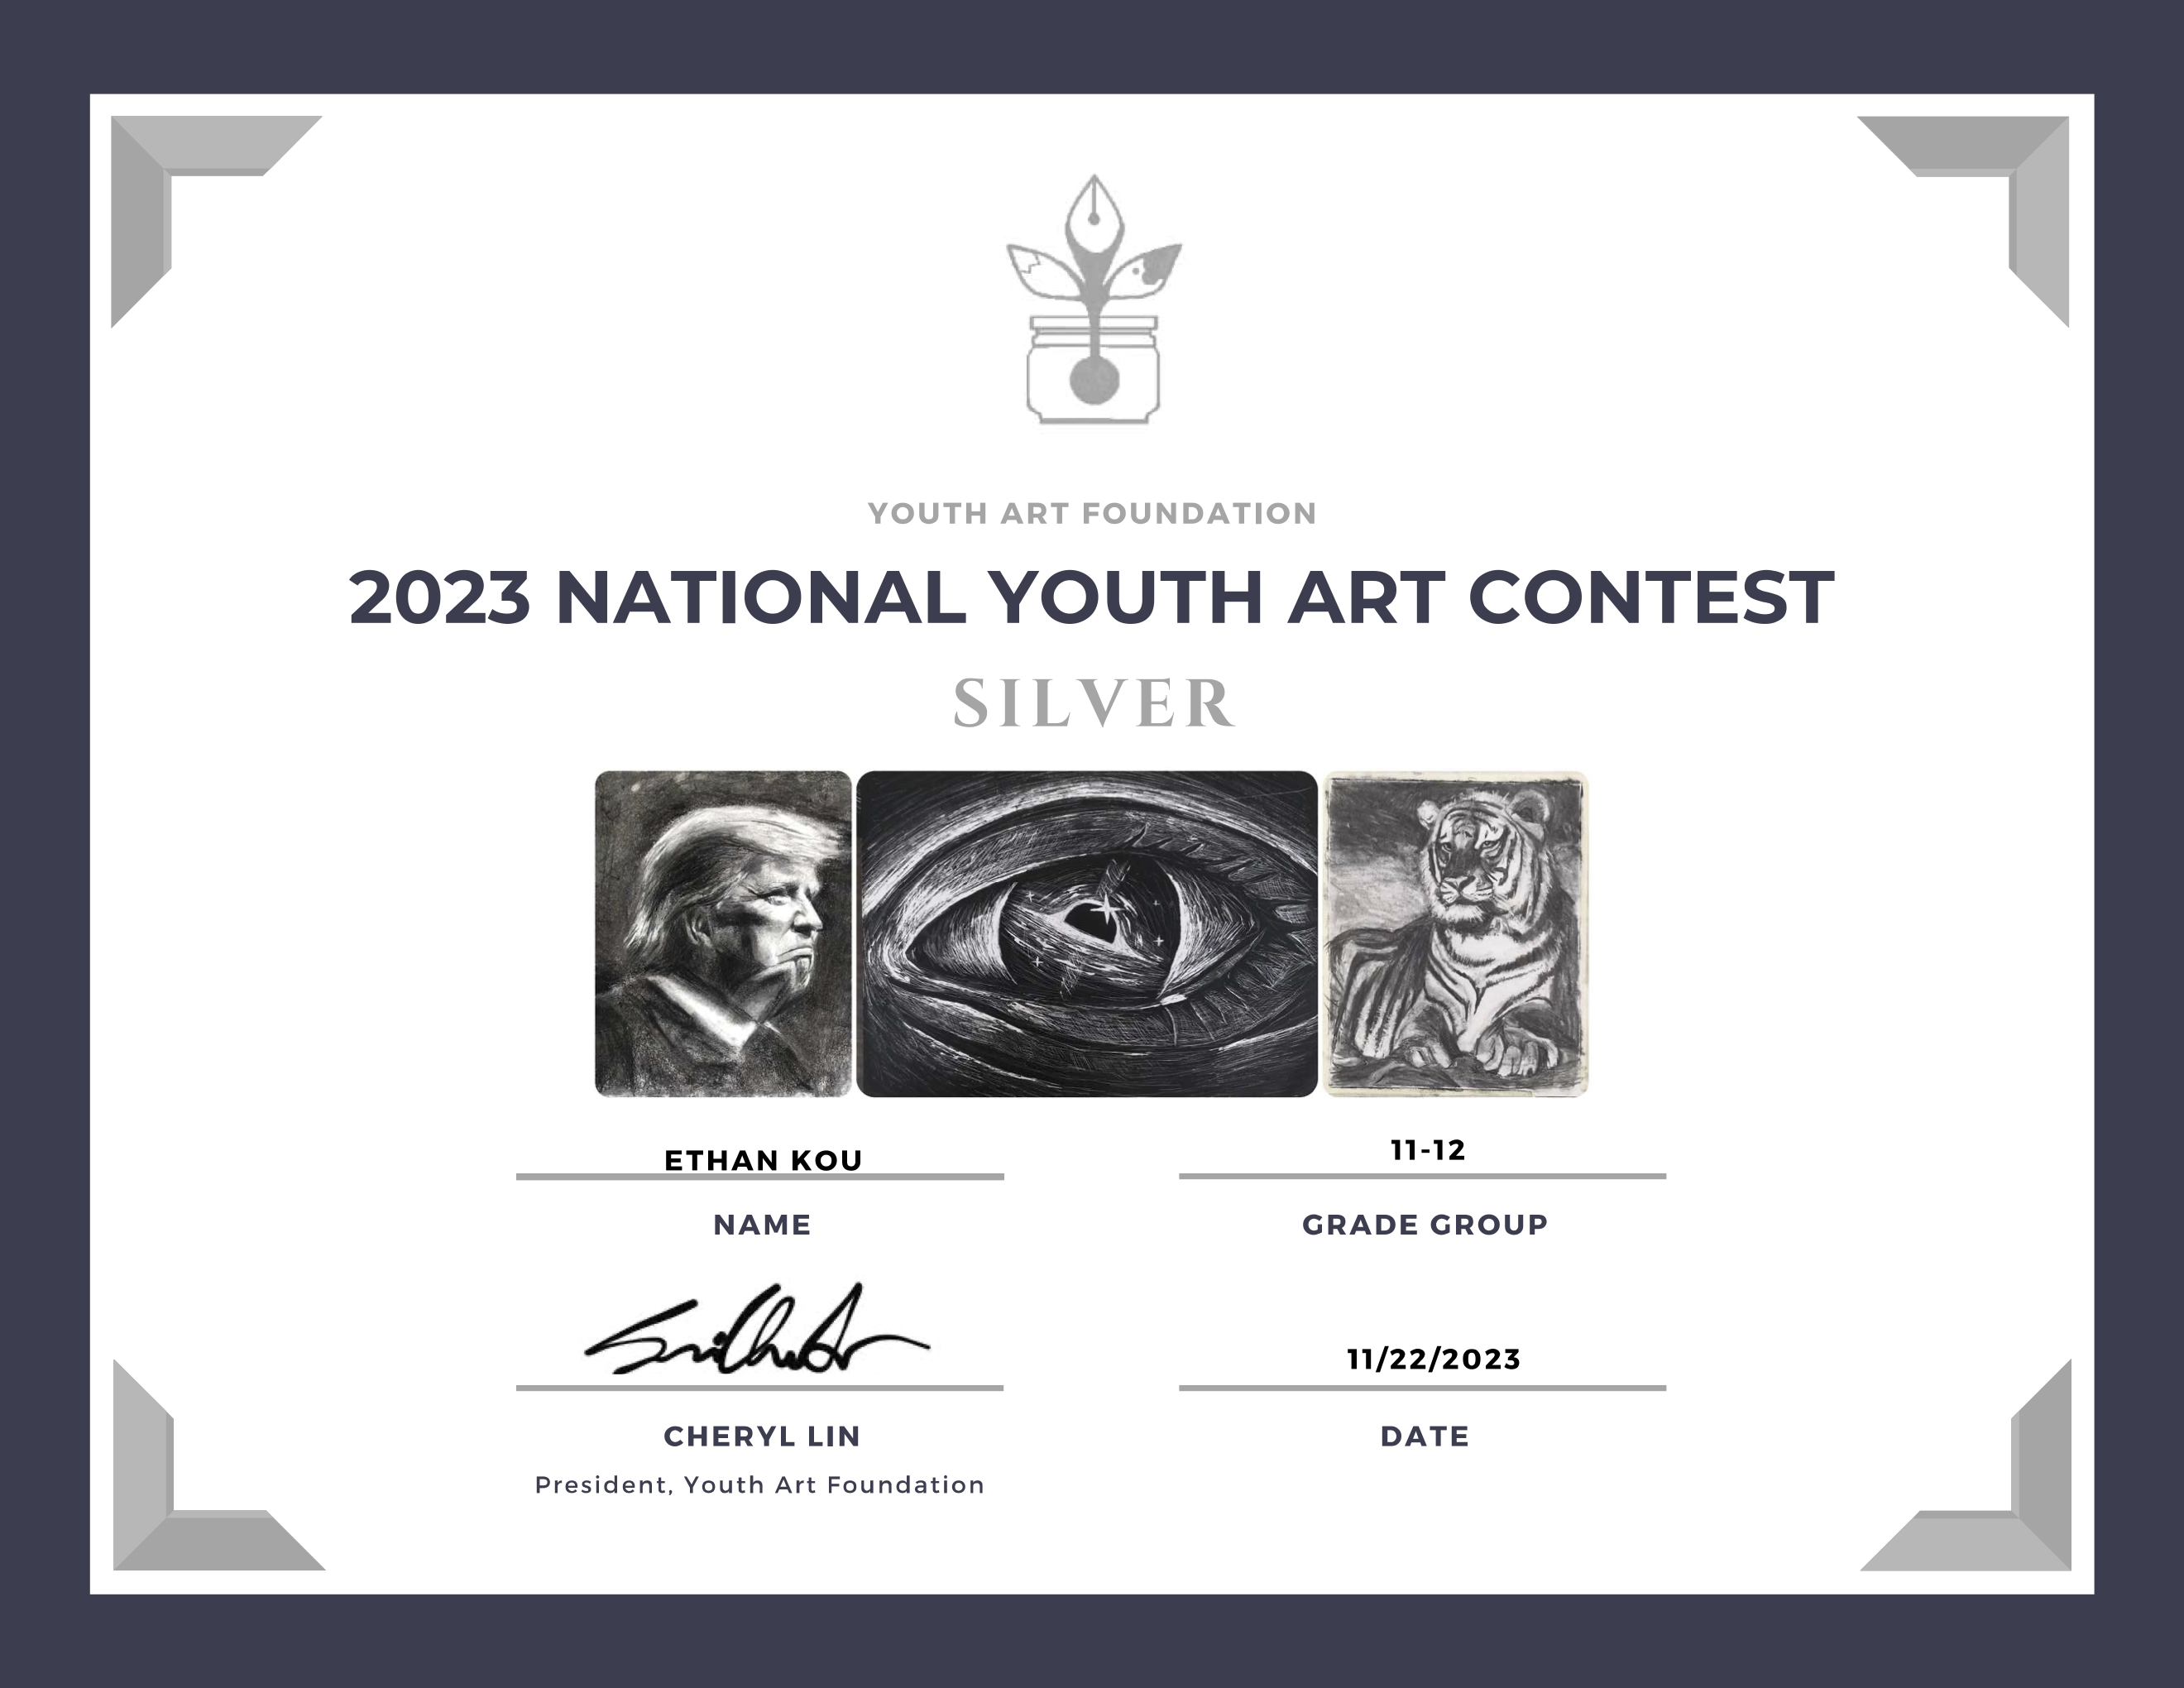 YOUTH ART FOUNDATION
2023 NATIONAL YOUTH ART CONTEST
SILVER
ETHAN KOU
NAME
11-12
GRADE GROUP
CHERYL LIN
President, Youth Art Foundation
11/22/2023
DATE